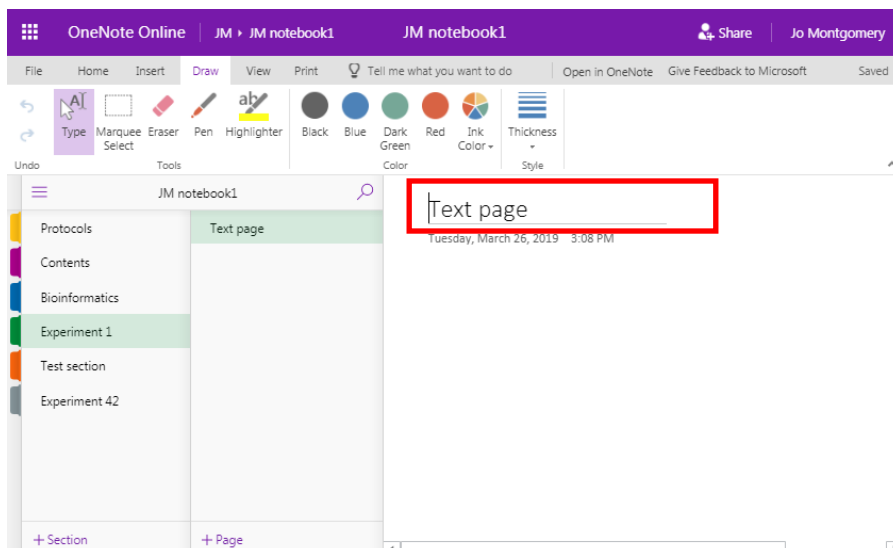 OneNote Online JM ▸ JM notebook1 JM notebook1 Share Jo Montgomery
File Home Insert Draw View Print Tell me what you want to do Open in OneNote Give Feedback to Microsoft Saved
Type Marquee Select Eraser Pen Highlighter Black Blue Dark Green Red Ink Color Thickness
Undo Tools Color Style
JM notebook1
Text page
Tuesday, March 26, 2019 3:08 PM
Protocols
Contents
Bioinformatics
Experiment 1
Test section
Experiment 42
Text page
+ Section + Page